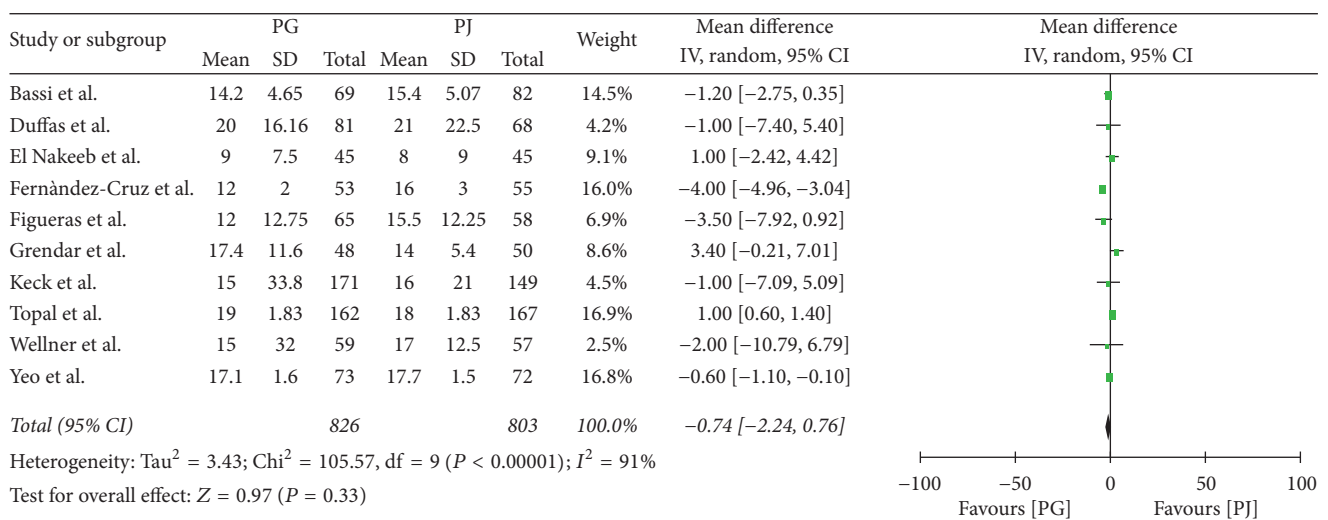 Study or subgroup PG PJ Weight Mean difference Mean difference
Mean SD Total Mean SD Total IV, random, 95% CI IV, random, 95% CI
Bassi et al. 14.2 4.65 69 15.4 5.07 82 14.5% −1.20 [−2.75, 0.35]
Duffas et al. 20 16.16 81 21 22.5 68 4.2% −1.00 [−7.40, 5.40]
El Nakeeb et al. 9 7.5 45 8 9 45 9.1% 1.00 [−2.42, 4.42]
Fernàndez-Cruz et al. 12 2 53 16 3 55 16.0% −4.00 [−4.96, −3.04]
Figueras et al. 12 12.75 65 15.5 12.25 58 6.9% −3.50 [−7.92, 0.92]
Grendar et al. 17.4 11.6 48 14 5.4 50 8.6% 3.40 [−0.21, 7.01]
Keck et al. 15 33.8 171 16 21 149 4.5% −1.00 [−7.09, 5.09]
Topal et al. 19 1.83 162 18 1.83 167 16.9% 1.00 [0.60, 1.40]
Wellner et al. 15 32 59 17 12.5 57 2.5% −2.00 [−10.79, 6.79]
Yeo et al. 17.1 1.6 73 17.7 1.5 72 16.8% −0.60 [−1.10, −0.10]
Total (95% CI) 826 803 100.0% −0.74 [−2.24, 0.76]
Heterogeneity: Tau² = 3.43; Chi² = 105.57, df = 9 (P < 0.00001); I² = 91%
Test for overall effect: Z = 0.97 (P = 0.33)
−100 −50 0 50 100
Favours [PG] Favours [PJ]